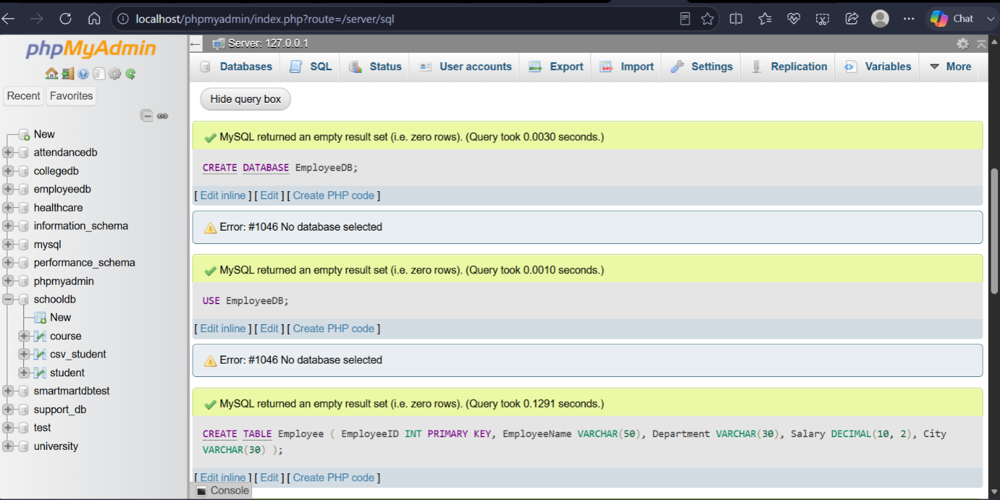 localhost/phpmyadmin/index.php?route=/server/sql
Chat
phpMyAdmin
Recent
Favorites
New
attendancedb
collegedb
employeedb
healthcare
information_schema
mysql
performance_schema
phpmyadmin
schooldb
New
course
csv_student
student
smartmartdbtest
support_db
test
university
Server: 127.0.0.1
Databases
SQL
Status
User accounts
Export
Import
Settings
Replication
Variables
More
Hide query box
MySQL returned an empty result set (i.e. zero rows). (Query took 0.0030 seconds.)
CREATE DATABASE EmployeeDB;
[ Edit inline ] [ Edit ] [ Create PHP code ]
Error: #1046 No database selected
MySQL returned an empty result set (i.e. zero rows). (Query took 0.0010 seconds.)
USE EmployeeDB;
[ Edit inline ] [ Edit ] [ Create PHP code ]
Error: #1046 No database selected
MySQL returned an empty result set (i.e. zero rows). (Query took 0.1291 seconds.)
CREATE TABLE Employee ( EmployeeID INT PRIMARY KEY, EmployeeName VARCHAR(50), Department VARCHAR(30), Salary DECIMAL(10, 2), City
VARCHAR(30) );
[ Edit inline ] [ Edit ] [ Create PHP code ]
Console